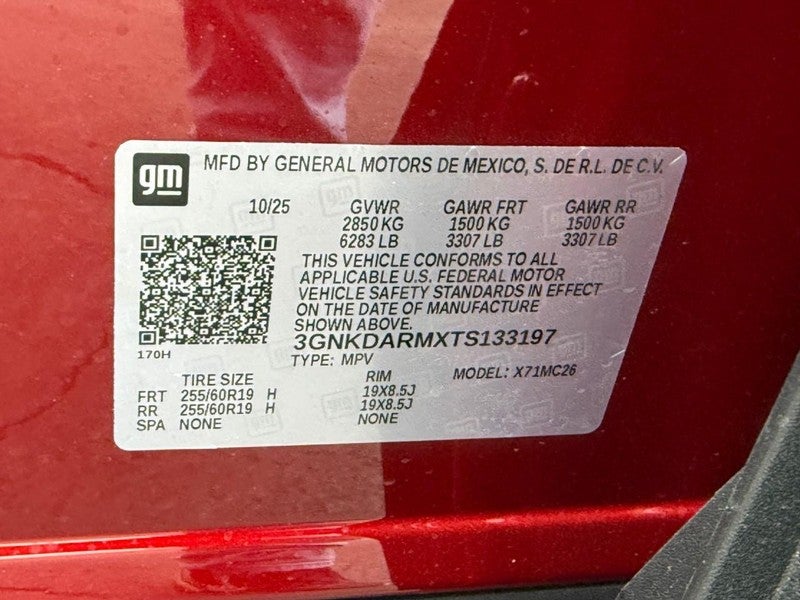 gm
MFD BY GENERAL MOTORS DE MEXICO, S. DE R.L. DE C.V.
10/25 GVWR GAWR FRT GAWR RR
2850 KG 1500 KG 1500 KG
6283 LB 3307 LB 3307 LB
THIS VEHICLE CONFORMS TO ALL
APPLICABLE U.S. FEDERAL MOTOR
VEHICLE SAFETY STANDARDS IN EFFECT
ON THE DATE OF MANUFACTURE
SHOWN ABOVE.
170H
3GNKDARMXTS133197
TYPE: MPV MODEL: X71MC26
TIRE SIZE RIM
FRT 255/60R19 H 19X8.5J
RR 255/60R19 H 19X8.5J
SPA NONE NONE